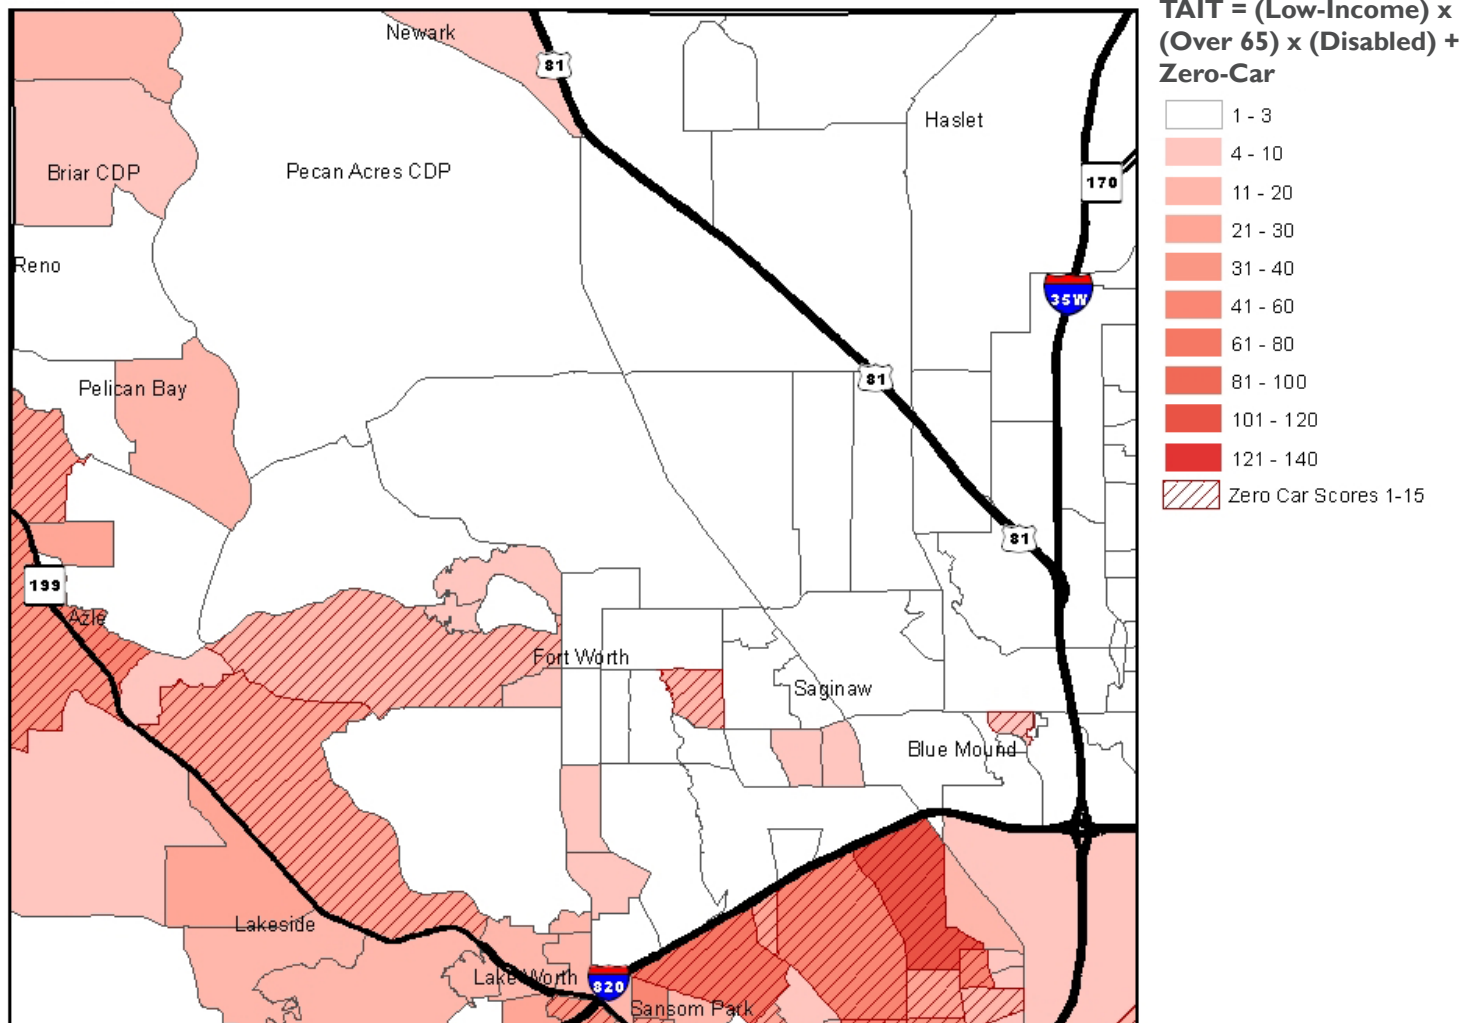 TAIT = (Low-Income) x
(Over 65) x (Disabled) +
Zero-Car
1 - 3
4 - 10
11 - 20
21 - 30
31 - 40
41 - 60
61 - 80
81 - 100
101 - 120
121 - 140
Zero Car Scores 1-15
Newark
81
Haslet
Briar CDP
Pecan Acres CDP
170
Reno
35W
Pelican Bay
81
81
199
Azle
Fort Worth
Saginaw
Blue Mound
Lakeside
Lake Worth
820
Sansom Park